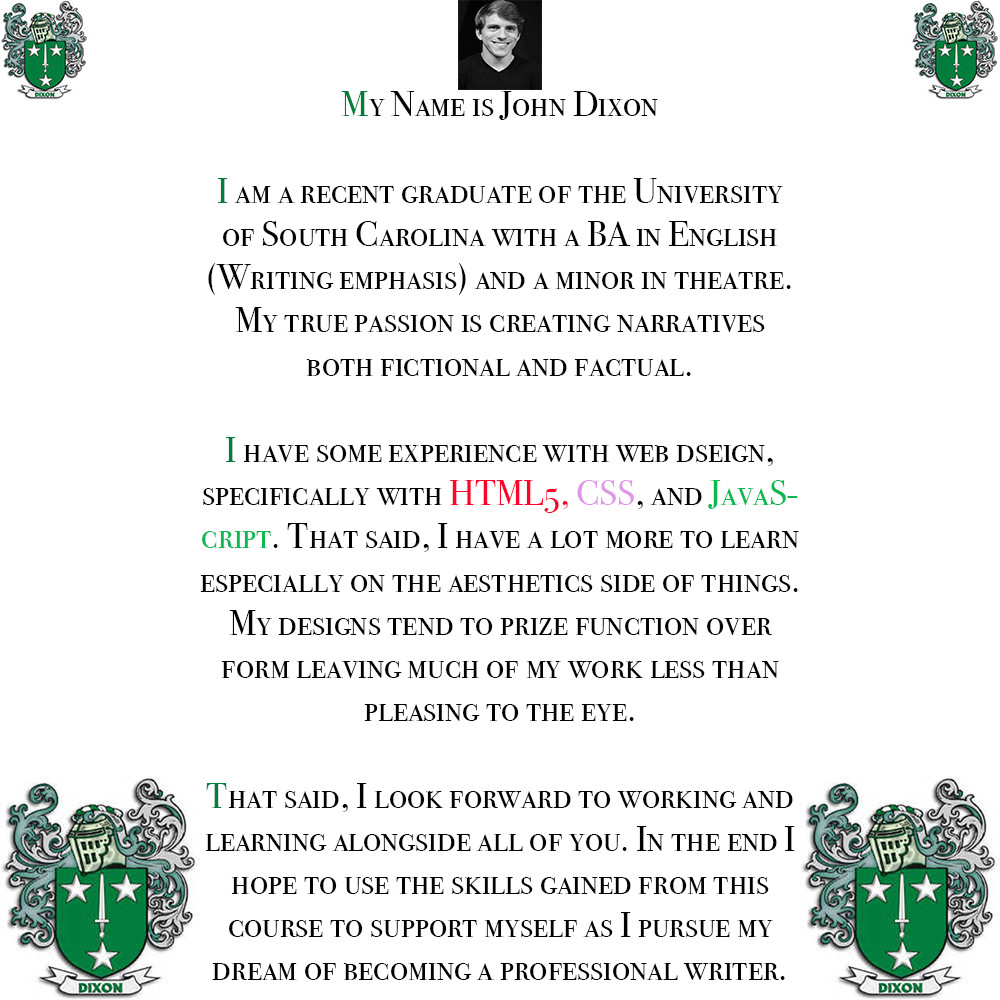 DIXON
DIXON
My Name is John Dixon
I am a recent graduate of the University
of South Carolina with a BA in English
(Writing emphasis) and a minor in theatre.
My true passion is creating narratives
both fictional and factual.
I have some experience with web dseign,
specifically with HTML5, CSS, and JavaS-
cript. That said, I have a lot more to learn
especially on the aesthetics side of things.
My designs tend to prize function over
form leaving much of my work less than
pleasing to the eye.
That said, I look forward to working and
learning alongside all of you. In the end I
hope to use the skills gained from this
course to support myself as I pursue my
dream of becoming a professional writer.
DIXON
DIXON